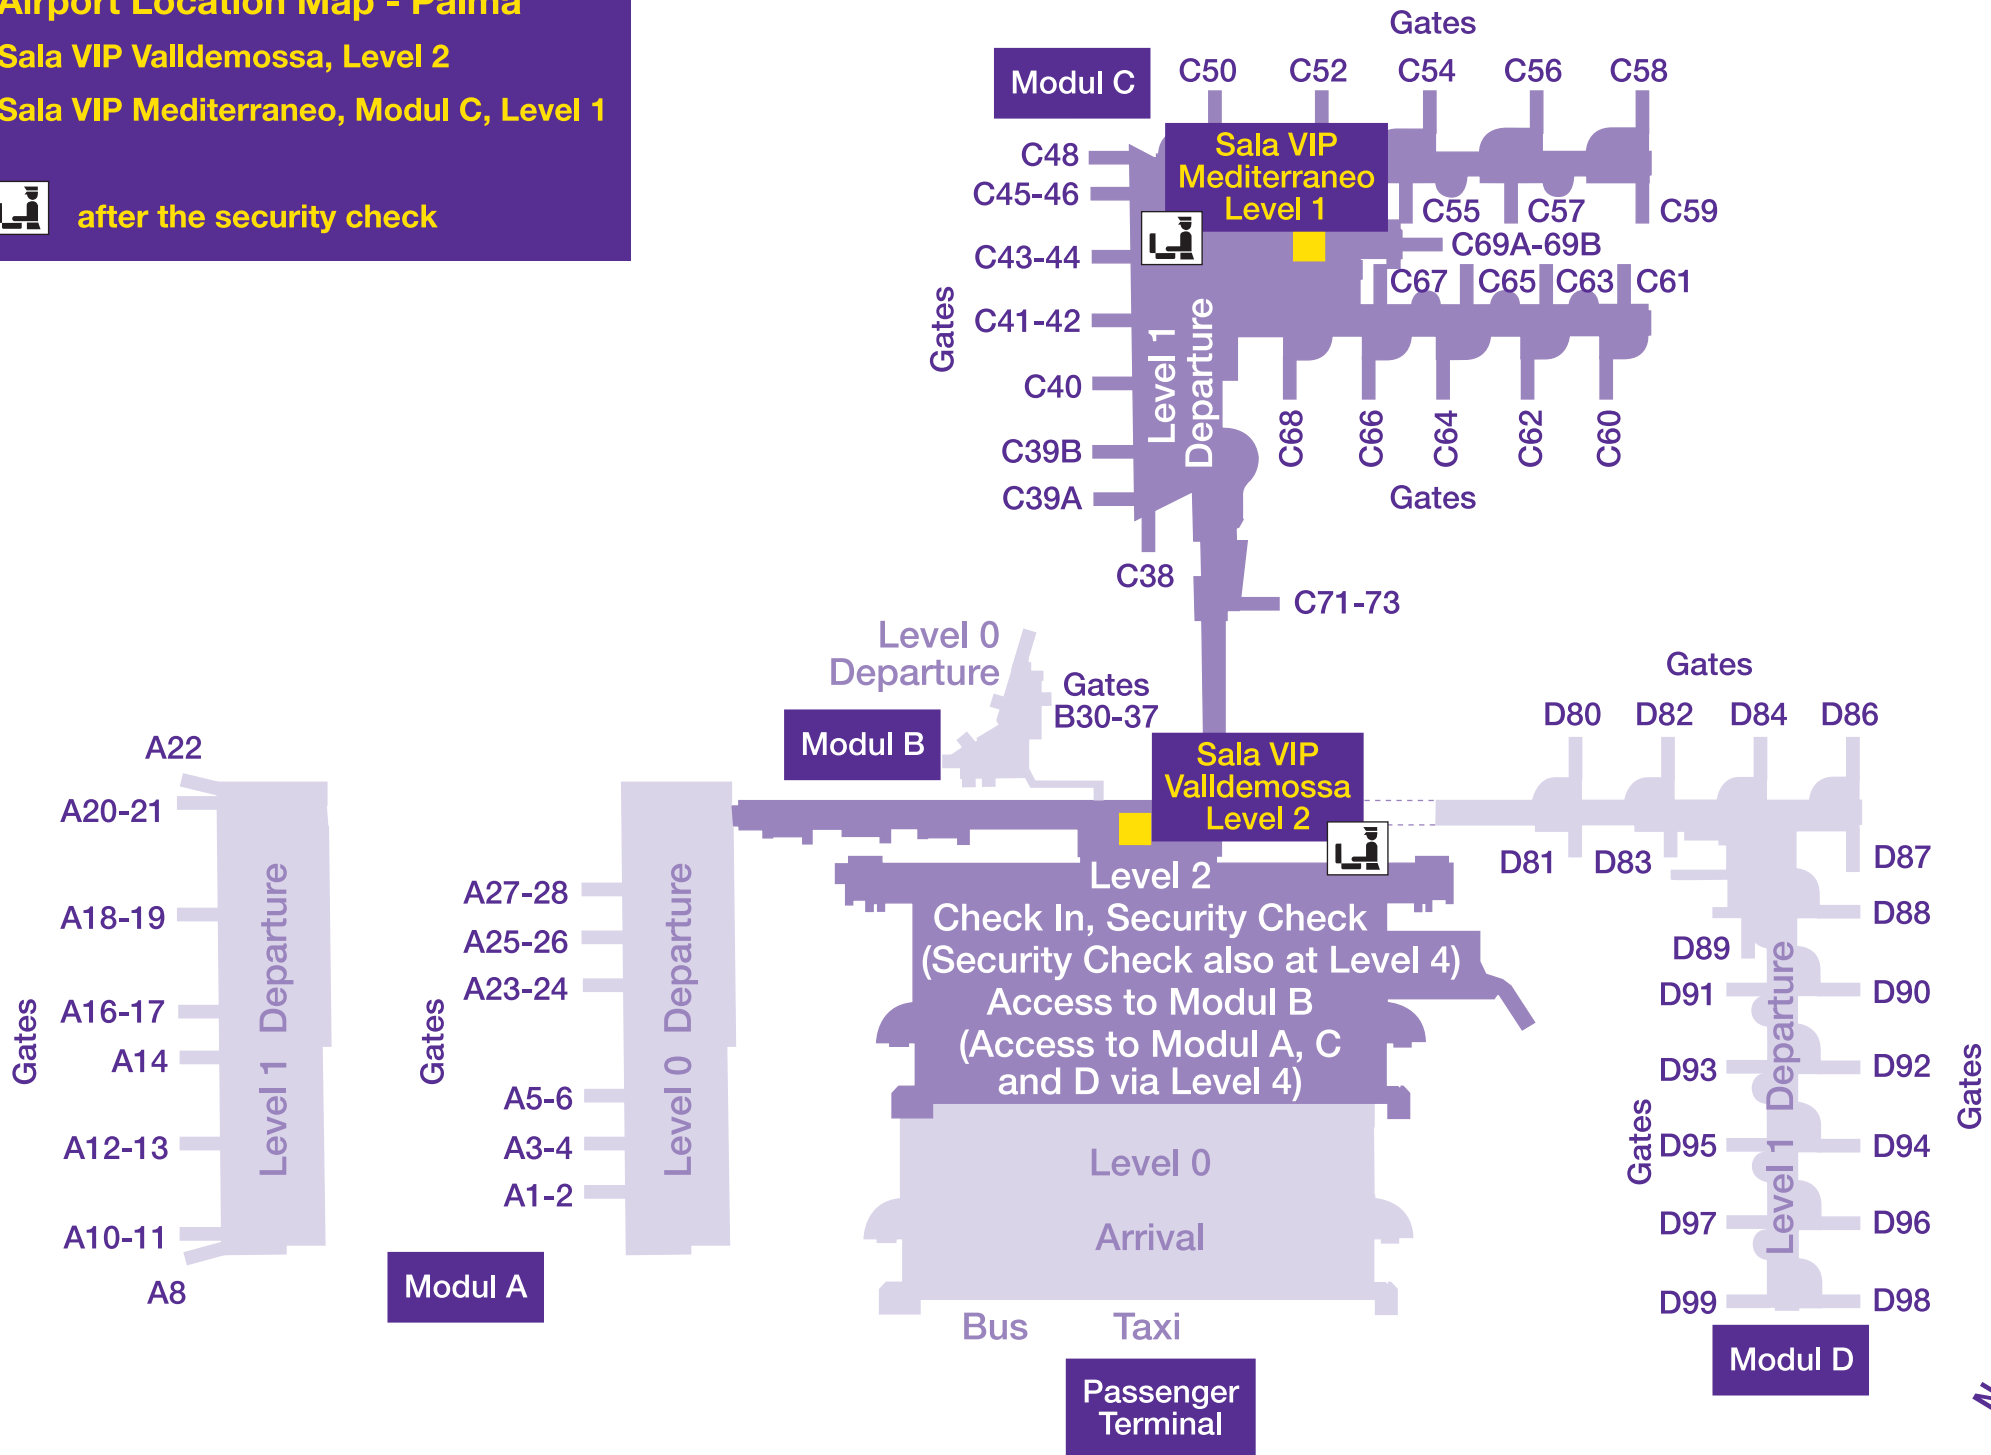 Airport Location Map - Palma
Sala VIP Valldemossa, Level 2
Sala VIP Mediterraneo, Modul C, Level 1
after the security check
Gates
Modul C
C50
C52
C54
C56
C58
Sala VIP
Mediterraneo
Level 1
C48
C45-46
C43-44
C41-42
C40
C39B
C39A
C38
Gates
Level 1
Departure
C55
C57
C59
C69A-69B
C67
C65
C63
C61
C68
C66
C64
C62
C60
Gates
C71-73
Level 0
Departure
Gates
B30-37
Modul B
Sala VIP
Valldemossa
Level 2
Gates
D80
D82
D84
D86
D81
D83
D87
D88
D89
D91
D90
D93
D92
D95
D94
D97
D96
D99
D98
Gates
Gates
Level 1 Departure
Modul D
A22
A20-21
A18-19
A16-17
A14
A12-13
A10-11
A8
Gates
Level 1 Departure
A27-28
A25-26
A23-24
A5-6
A3-4
A1-2
Gates
Level 0 Departure
Modul A
Level 2
Check In, Security Check
(Security Check also at Level 4)
Access to Modul B
(Access to Modul A, C
and D via Level 4)
Level 0
Arrival
Bus
Taxi
Passenger
Terminal